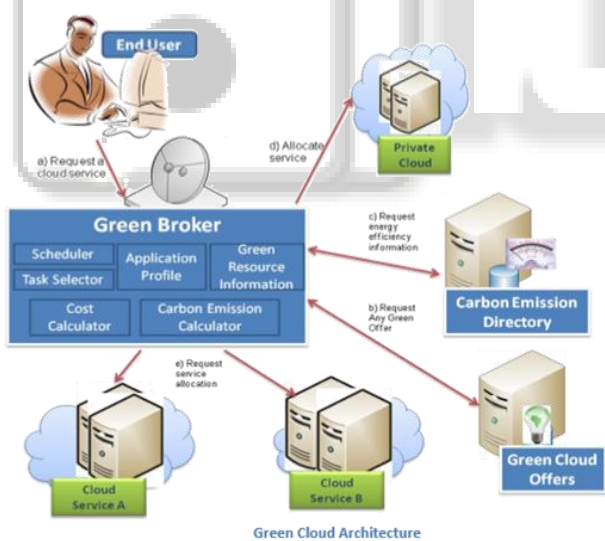 End User
a) Request a
cloud service
d) Allocate
service
Private
Cloud
Green Broker
Scheduler
Task Selector
Application
Profile
Green
Resource
Information
Cost
Calculator
Carbon Emission
Calculator
c) Request
energy
efficiency
information
Carbon Emission
Directory
b) Request
Any Green
Offer
Green Cloud
Offers
e) Request
service
allocation
Cloud
Service A
Cloud
Service B
Green Cloud Architecture